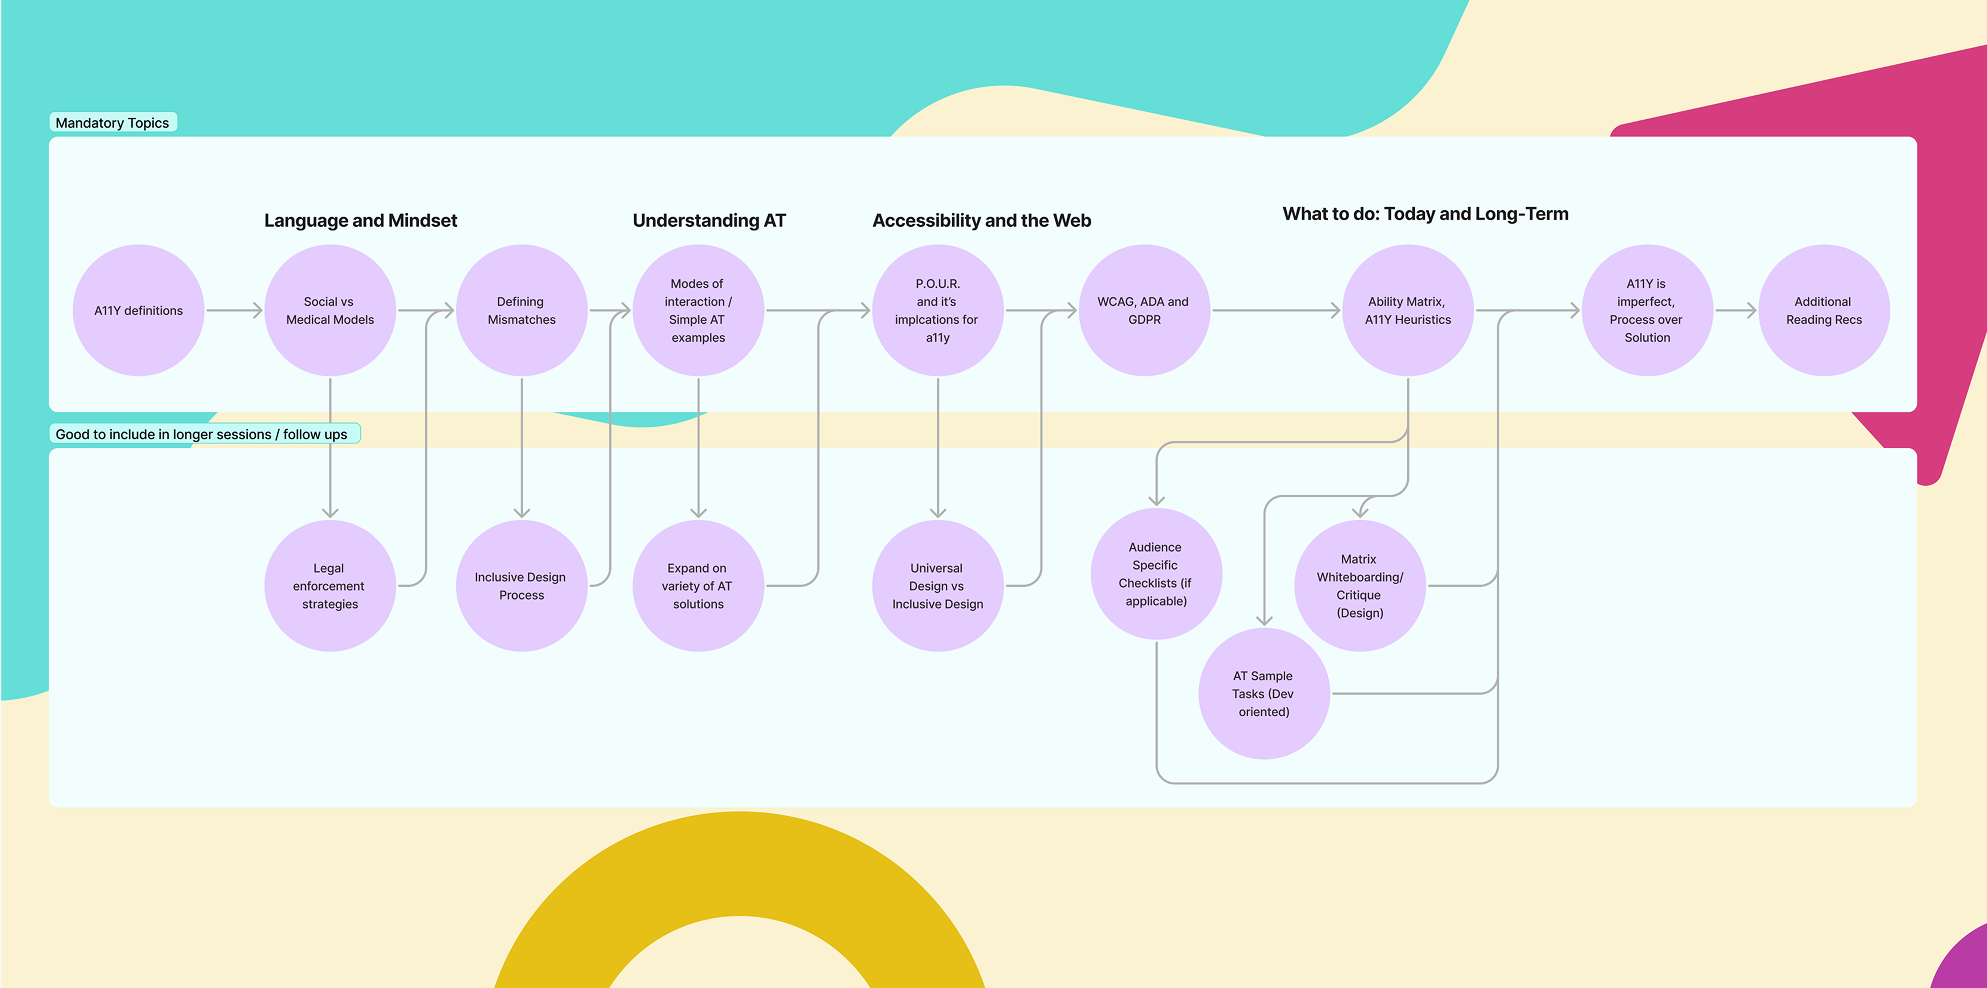 Mandatory Topics
Language and Mindset
Understanding AT
Accessibility and the Web
What to do: Today and Long-Term
A11Y definitions
Social vs
Medical Models
Defining
Mismatches
Modes of
interaction /
Simple AT
examples
P.O.U.R.
and it's
implcations for
a11y
WCAG, ADA and
GDPR
Ability Matrix,
A11Y Heuristics
A11Y is
imperfect,
Process over
Solution
Additional
Reading Recs
Good to include in longer sessions / follow ups
Legal
enforcement
strategies
Inclusive Design
Process
Expand on
variety of AT
solutions
Universal
Design vs
Inclusive Design
Audience
Specific
Checklists (if
applicable)
Matrix
Whiteboarding/
Critique
(Design)
AT Sample
Tasks (Dev
oriented)